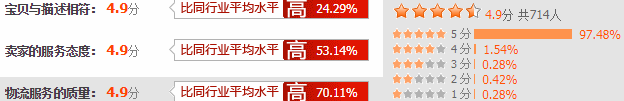 宝贝与描述相符： 4.9分 比同行业平均水平 高 24.29%
卖家的服务态度： 4.9分 比同行业平均水平 高 53.14%
物流服务的质量： 4.9分 比同行业平均水平 高 70.11%
4.9分 共714人
5 分 97.48%
4 分 1.54%
3 分 0.28%
2 分 0.42%
1 分 0.28%